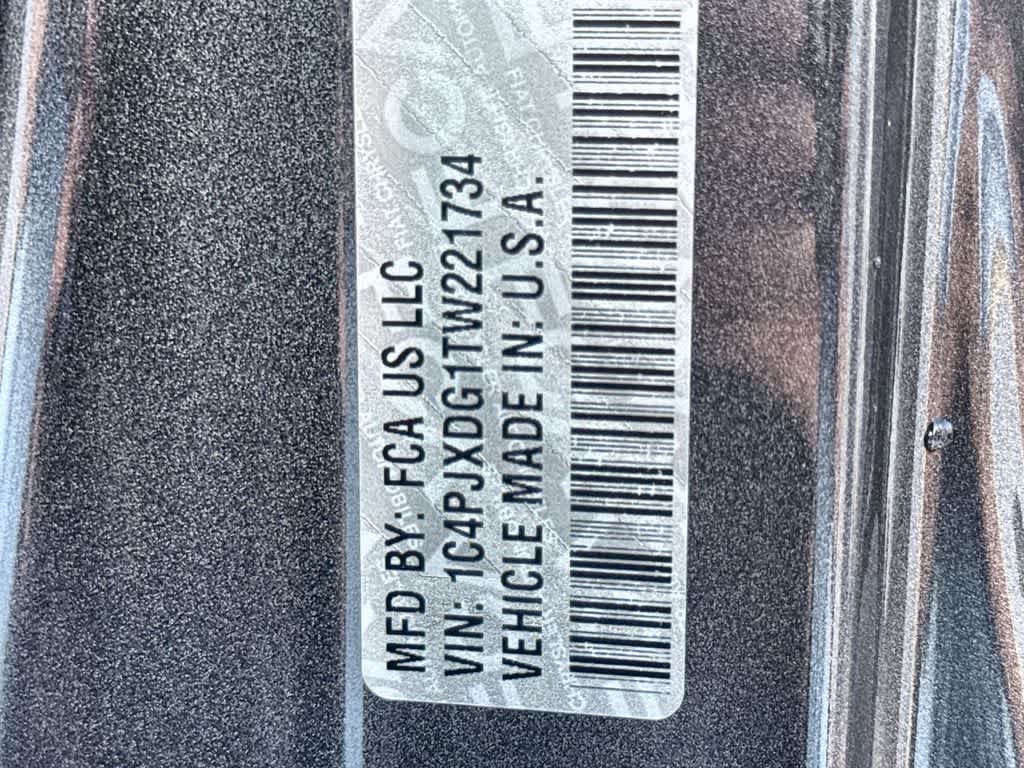 MFD BY: FCA US LLC
VIN: 1C4PJXDG1TW221734
VEHICLE MADE IN: U.S.A.